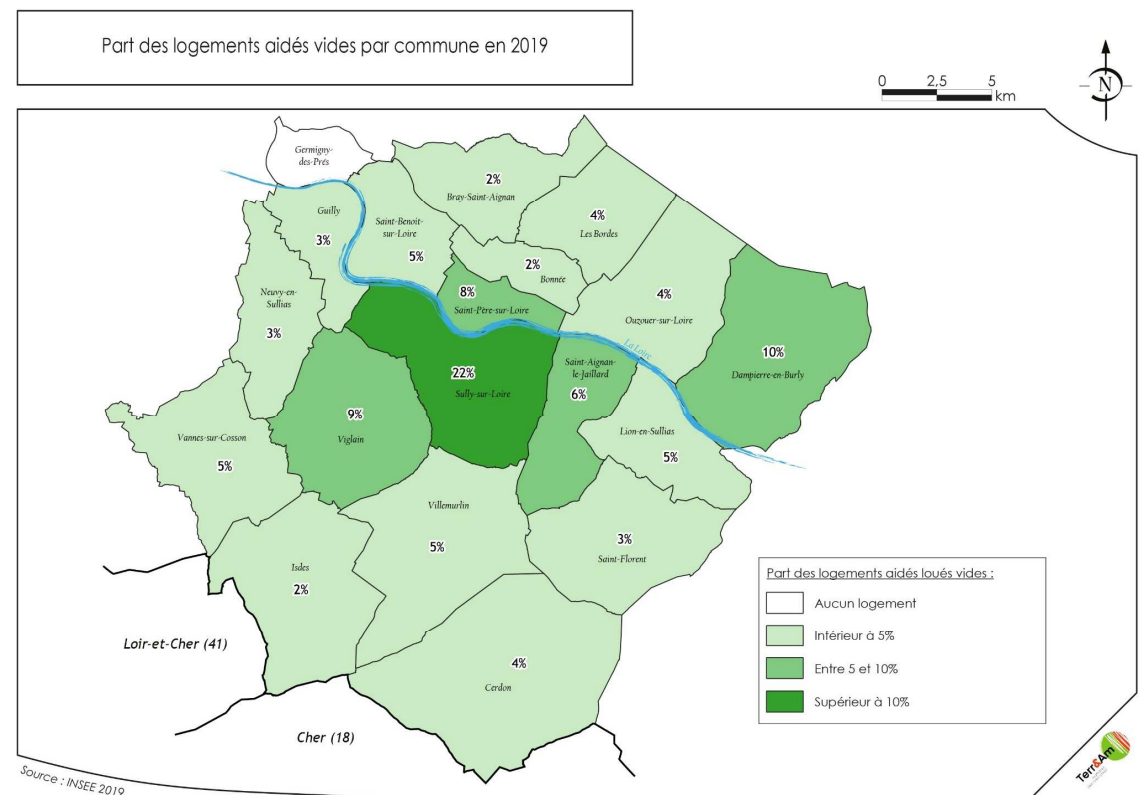 Part des logements aidés vides par commune en 2019
0 2,5 5
km
N
Germigny-
des-Prés
2%
Bray-Saint-Aignan
4%
Les Bordes
Guilly
3%
Saint-Benoit-
sur-Loire
5%
2%
Bonnée
Neuvy-en-
Sullias
3%
8%
Saint-Père-sur-Loire
4%
Ouzouer-sur-Loire
La Loire
10%
Dampierre-en-Burly
22%
Sully-sur-Loire
Saint-Aignan-
le-Jaillard
6%
9%
Viglain
Lion-en-Sullias
5%
Vannes-sur-Cosson
5%
Villemurlin
5%
3%
Saint-Florent
Isdes
2%
4%
Cerdon
Loir-et-Cher (41)
Cher (18)
Part des logements aidés loués vides :
Aucun logement
Intérieur à 5%
Entre 5 et 10%
Supérieur à 10%
Source : INSEE 2019
Terr&Am